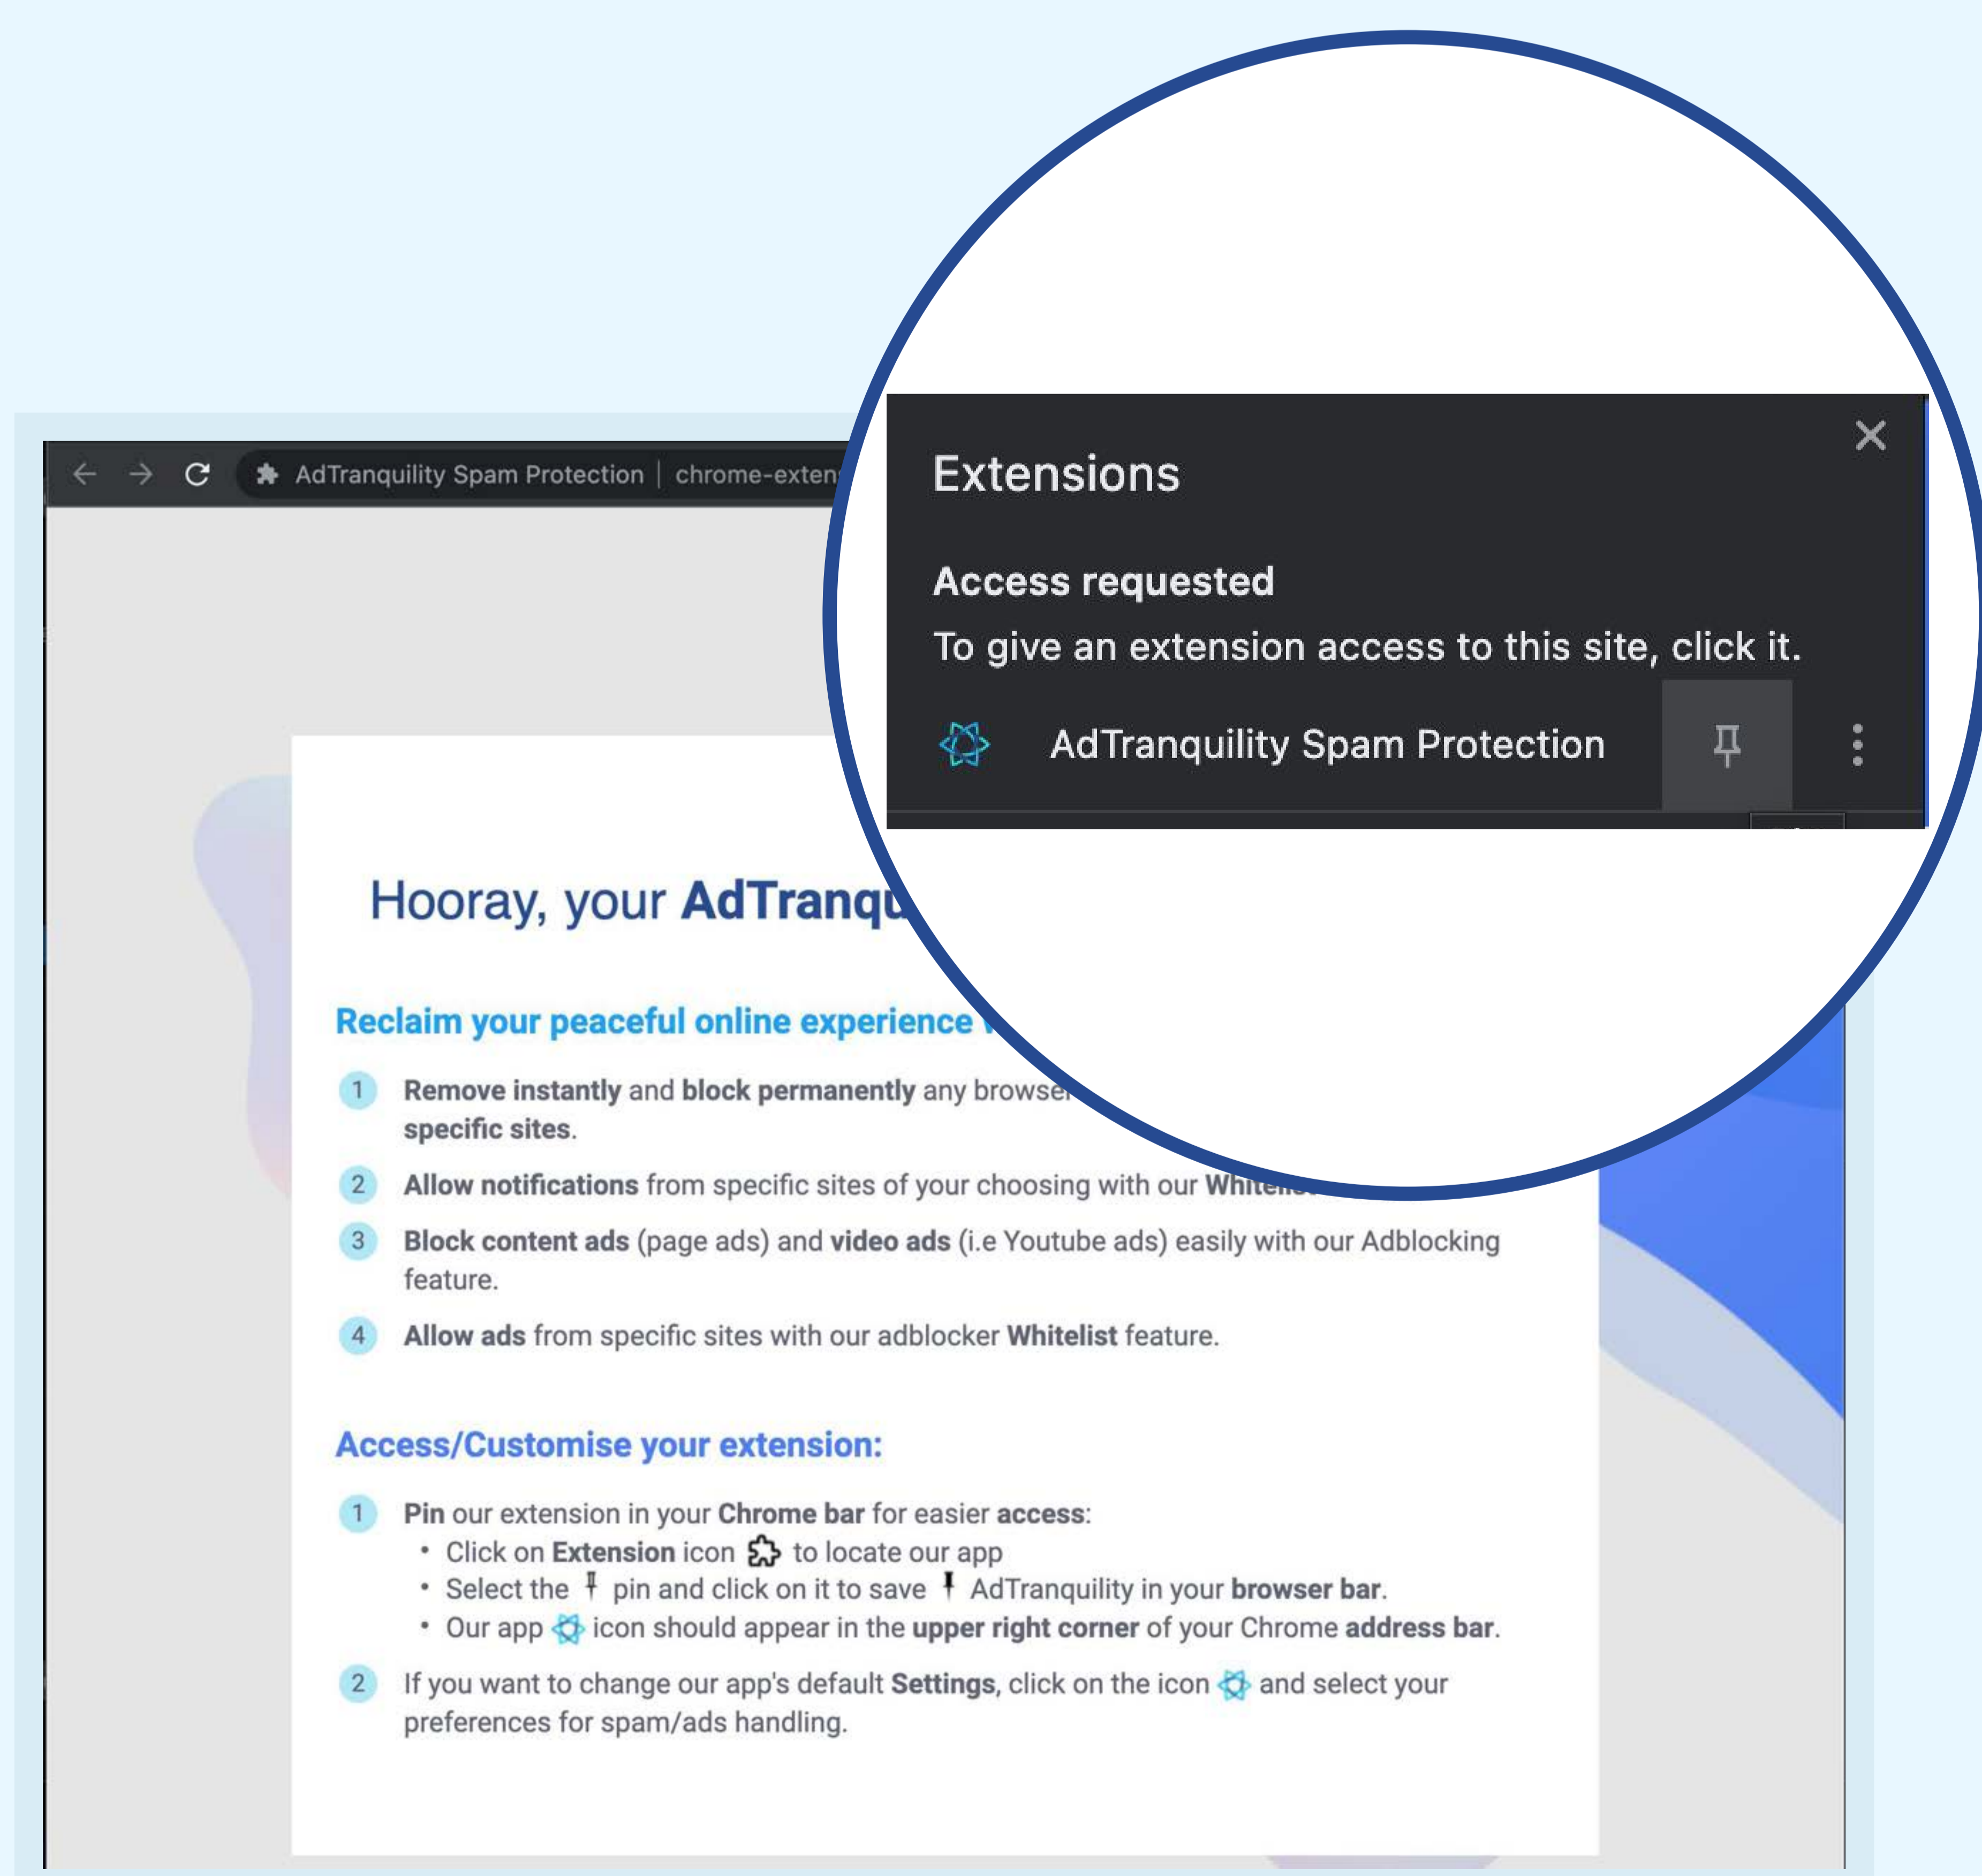 AdTranquility Spam Protection | chrome-exten
Extensions
Access requested
To give an extension access to this site, click it.
AdTranquility Spam Protection
Hooray, your AdTranqu
Reclaim your peaceful online experience
1 Remove instantly and block permanently any browser
specific sites.
2 Allow notifications from specific sites of your choosing with our Whitelist
3 Block content ads (page ads) and video ads (i.e Youtube ads) easily with our Adblocking
feature.
4 Allow ads from specific sites with our adblocker Whitelist feature.
Access/Customise your extension:
1 Pin our extension in your Chrome bar for easier access:
• Click on Extension icon to locate our app
• Select the pin and click on it to save AdTranquility in your browser bar.
• Our app icon should appear in the upper right corner of your Chrome address bar.
2 If you want to change our app's default Settings, click on the icon and select your
preferences for spam/ads handling.